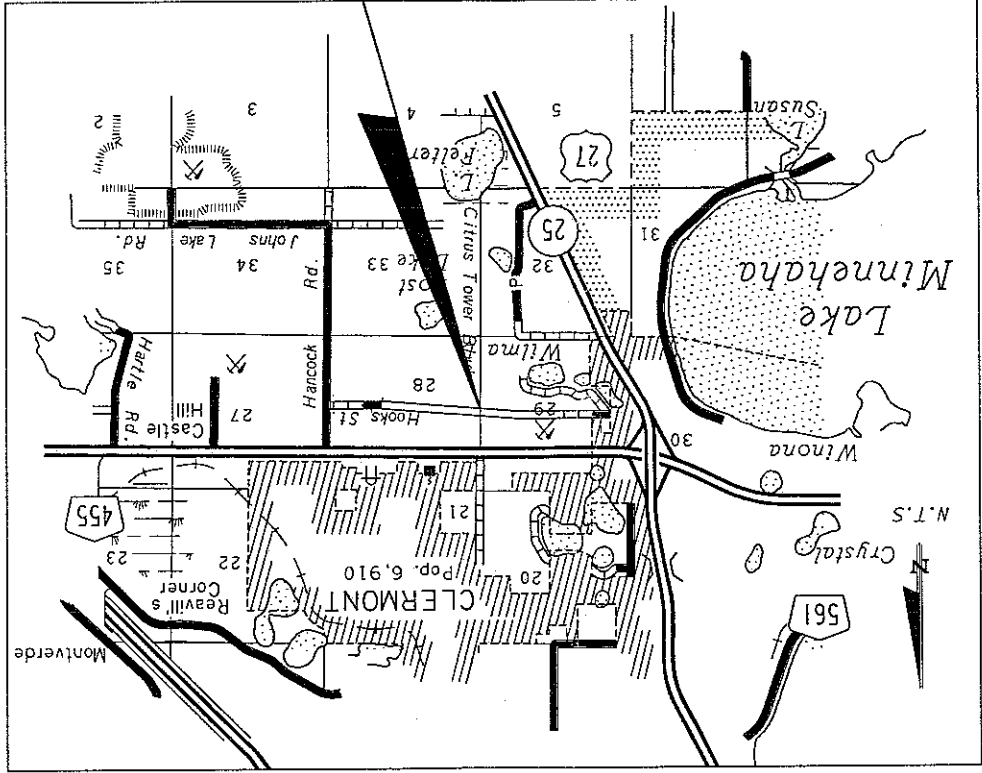 Montverde
561
CLERMONT
Pop. 6,910
Reavill's
Corner
N
20
22
23
Crystal
N.T.S
21
455
Winona
30
29
Hooks St
28
27
Castle
Hill
Hartle Rd.
Hancock Rd.
Wilma
Lake
Minnehaha
Citrus Tower
Lake
P
25
31
32
33
34
35
Johns Lake Rd.
27
L
Felter
L
Susan
5
4
3
2